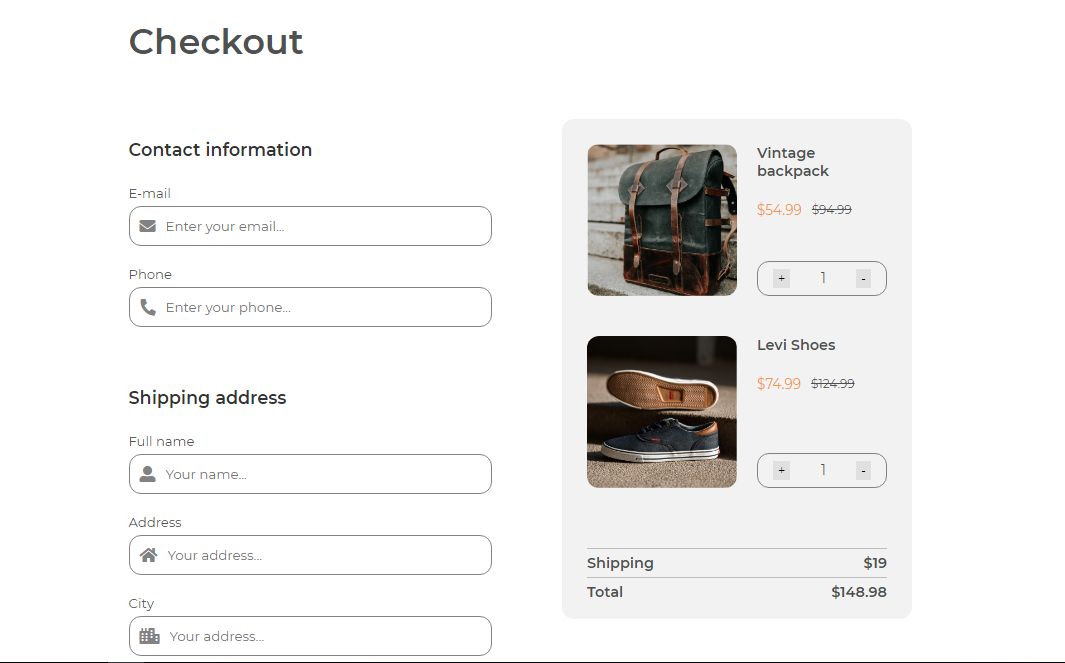 Checkout
Contact information
E-mail
Enter your email...
Phone
Enter your phone...
Shipping address
Full name
Your name...
Address
Your address...
City
Your address...
Vintage
backpack
$54.99 $94.99
+ 1 -
Levi Shoes
$74.99 $124.99
+ 1 -
Shipping $19
Total $148.98